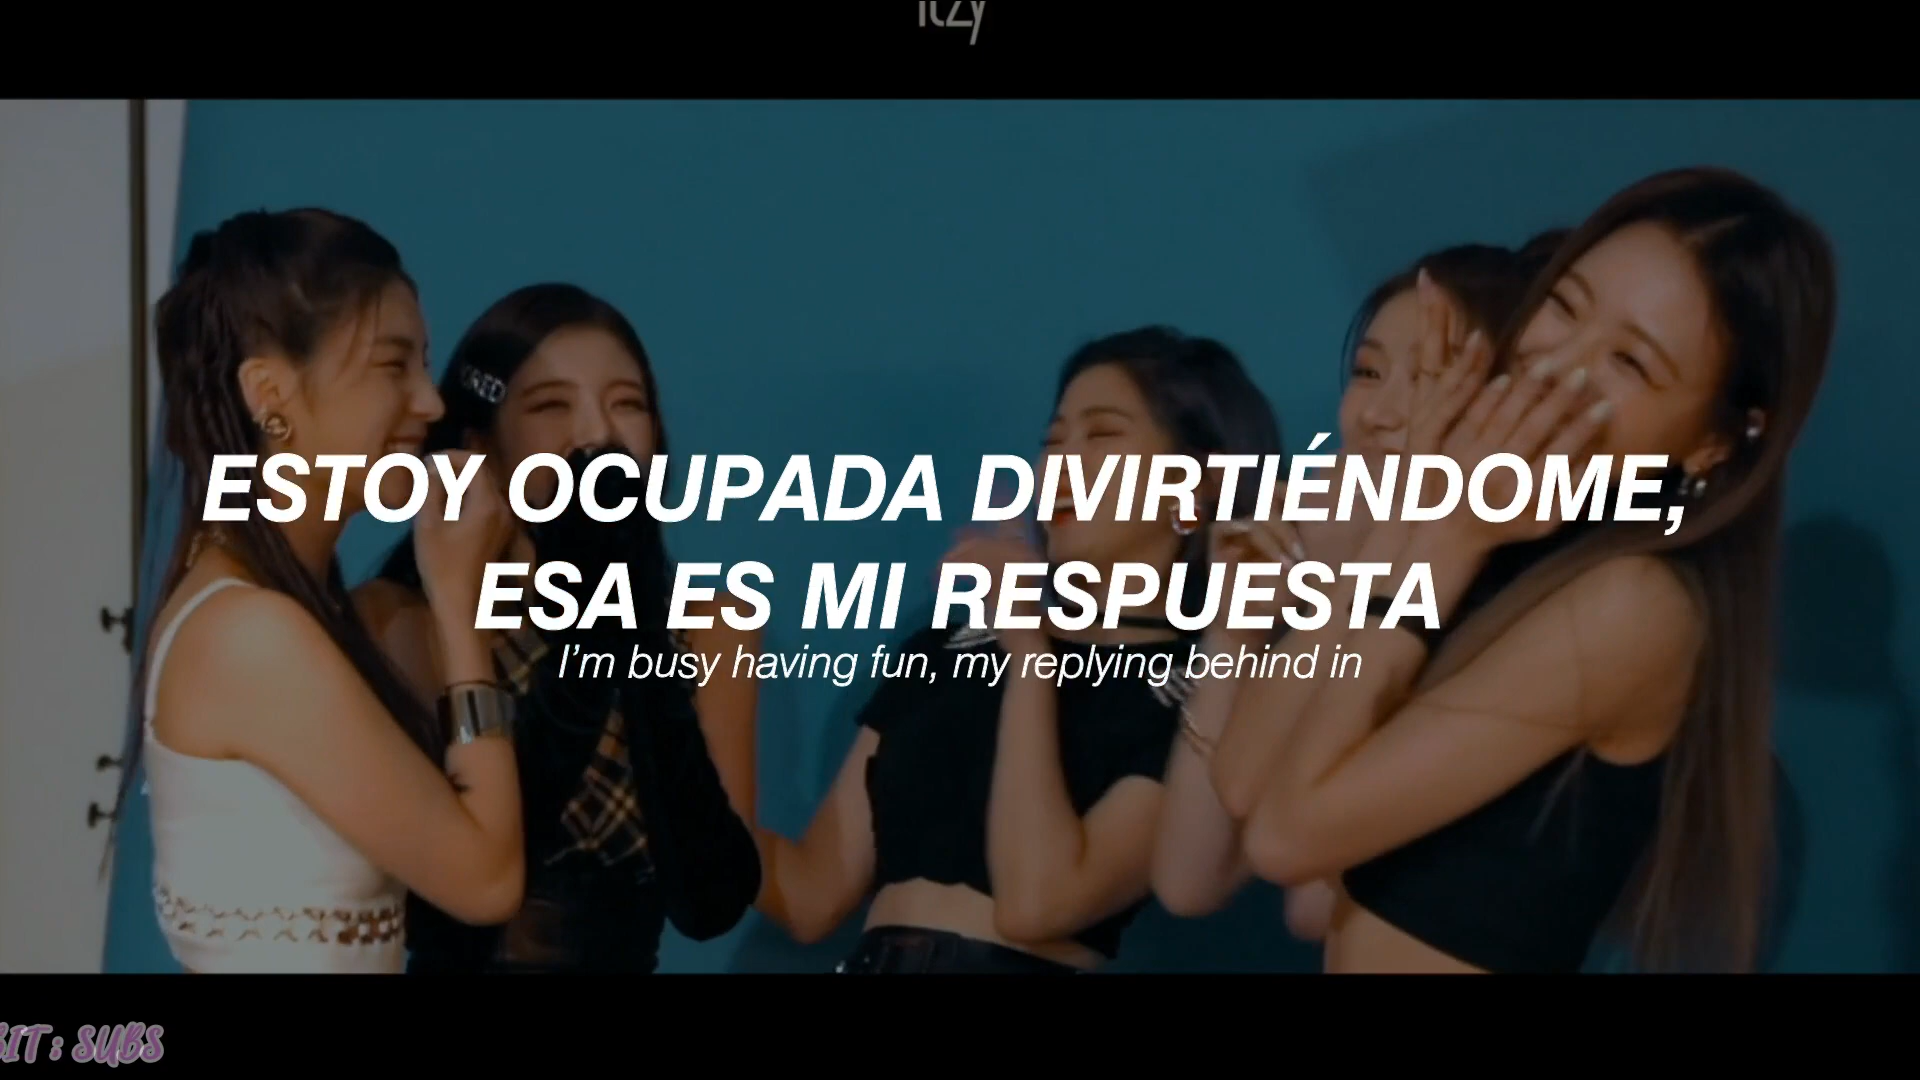 itzy
ESTOY OCUPADA DIVIRTIÉNDOME,
ESA ES MI RESPUESTA
I'm busy having fun, my replying behind in
: SUBS